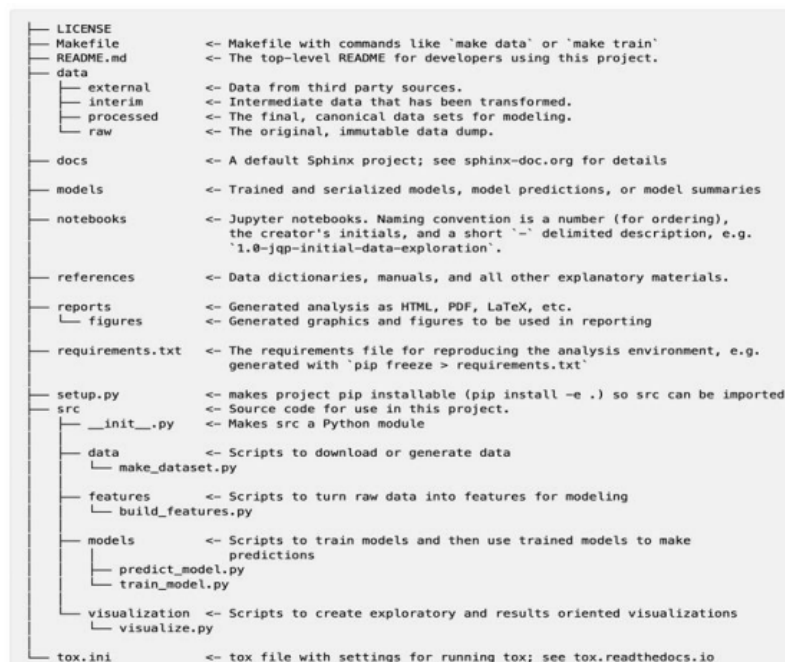 ├── LICENSE
├── Makefile           <- Makefile with commands like `make data` or `make train`
├── README.md          <- The top-level README for developers using this project.
├── data
│   ├── external       <- Data from third party sources.
│   ├── interim        <- Intermediate data that has been transformed.
│   ├── processed      <- The final, canonical data sets for modeling.
│   └── raw            <- The original, immutable data dump.
│
├── docs               <- A default Sphinx project; see sphinx-doc.org for details
│
├── models             <- Trained and serialized models, model predictions, or model summaries
│
├── notebooks          <- Jupyter notebooks. Naming convention is a number (for ordering),
│                         the creator's initials, and a short `-` delimited description, e.g.
│                         `1.0-jqp-initial-data-exploration`.
│
├── references         <- Data dictionaries, manuals, and all other explanatory materials.
│
├── reports            <- Generated analysis as HTML, PDF, LaTeX, etc.
│   └── figures        <- Generated graphics and figures to be used in reporting
│
├── requirements.txt   <- The requirements file for reproducing the analysis environment, e.g.
│                         generated with `pip freeze > requirements.txt`
│
├── setup.py           <- makes project pip installable (pip install -e .) so src can be imported
├── src                <- Source code for use in this project.
│   ├── __init__.py    <- Makes src a Python module
│   │
│   ├── data           <- Scripts to download or generate data
│   │   └── make_dataset.py
│   │
│   ├── features       <- Scripts to turn raw data into features for modeling
│   │   └── build_features.py
│   │
│   ├── models         <- Scripts to train models and then use trained models to make
│   │   │                 predictions
│   │   ├── predict_model.py
│   │   └── train_model.py
│   │
│   └── visualization  <- Scripts to create exploratory and results oriented visualizations
│       └── visualize.py
│
└── tox.ini            <- tox file with settings for running tox; see tox.readthedocs.io